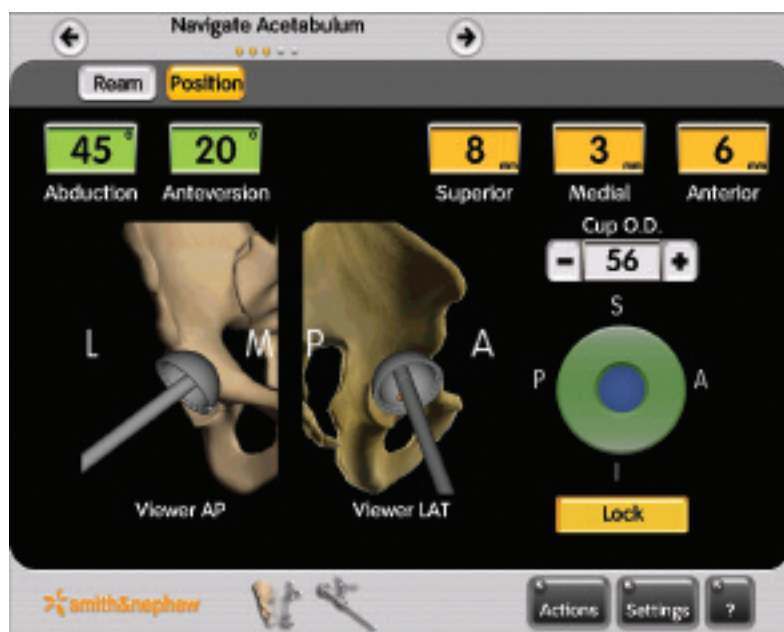 Navigate Acetabulum
Ream Position
45° 20° 8 mm 3 mm 6 mm
Abduction Anteversion Superior Medial Anterior
Cup O.D.
- 56 +
S
L M P A
P A
I
Viewer AP Viewer LAT
Lock
smith&nephew
Actions Settings ?